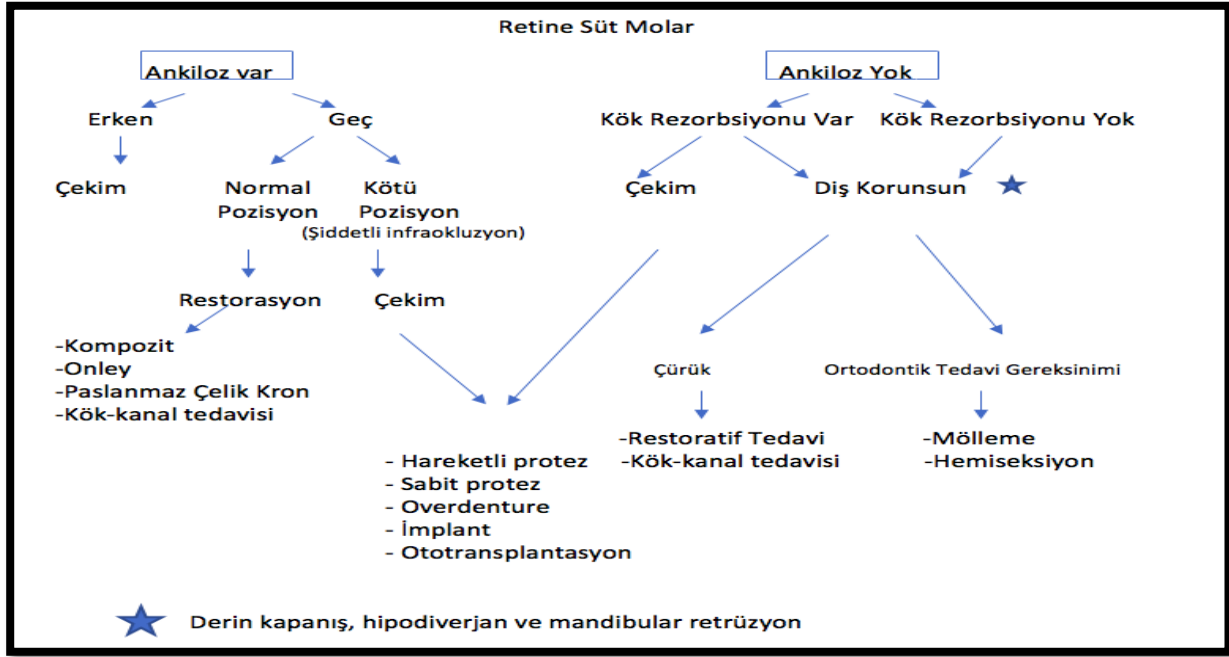 Retine Süt Molar
Ankiloz var
Ankiloz Yok
Erken
Geç
Kök Rezorbsiyonu Var
Kök Rezorbsiyonu Yok
Çekim
Normal
Pozisyon
Kötü
Pozisyon
(Şiddetli infraokluzyon)
Çekim
Diş Korunsun
Restorasyon
Çekim
-Kompozit
-Onley
-Paslanmaz Çelik Kron
-Kök-kanal tedavisi
Çürük
Ortodontik Tedavi Gereksinimi
-Restoratif Tedavi
-Kök-kanal tedavisi
-Mölleme
-Hemiseksiyon
- Hareketli protez
- Sabit protez
- Overdenture
- İmplant
- Ototransplantasyon
Derin kapanış, hipodiverjan ve mandibular retrüzyon